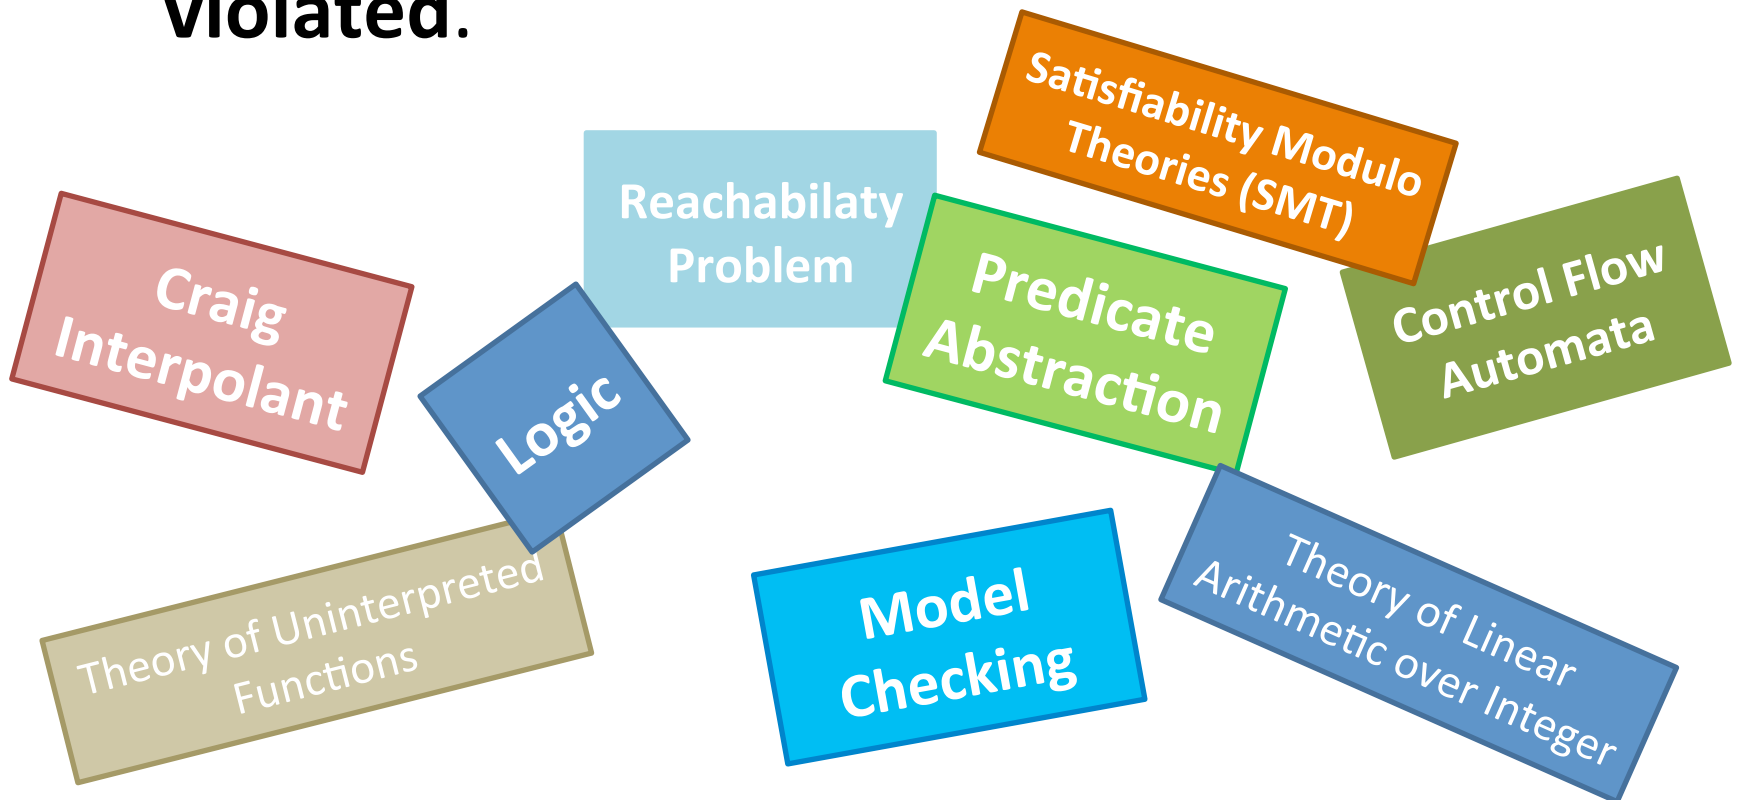 violated.
Satisfiability Modulo
Theories (SMT)
Reachabilaty
Problem
Craig
Interpolant
Predicate
Abstraction
Control Flow
Automata
Logic
Theory of Uninterpreted
Functions
Model
Checking
Theory of Linear
Arithmetic over Integer